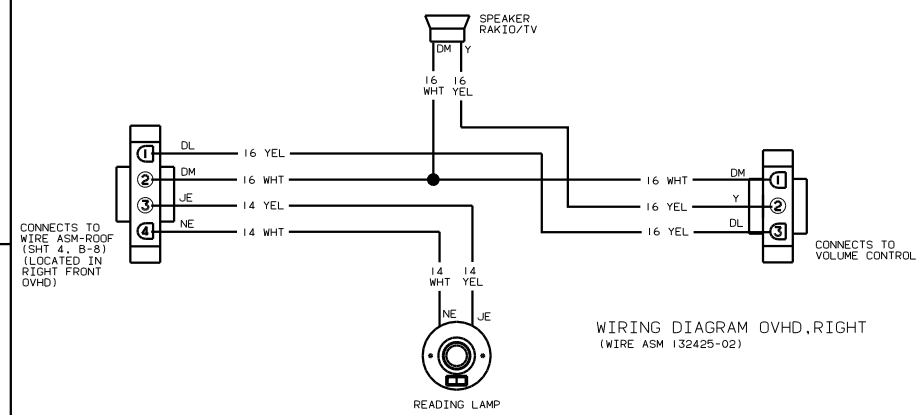 SPEAKER
RAKIO/TV
DM Y
16 WHT
16 YEL
1 DL 16 YEL
2 DM 16 WHT
3 JE 14 YEL
4 NE 14 WHT
16 WHT DM 1
16 YEL Y 2
16 YEL DL 3
CONNECTS TO
WIRE ASM-ROOF
(SHT 4, B-8)
(LOCATED IN
RIGHT FRONT
OVHD)
CONNECTS TO
VOLUME CONTROL
14 WHT
14 YEL
NE JE
WIRING DIAGRAM OVHD,RIGHT
(WIRE ASM 132425-02)
READING LAMP